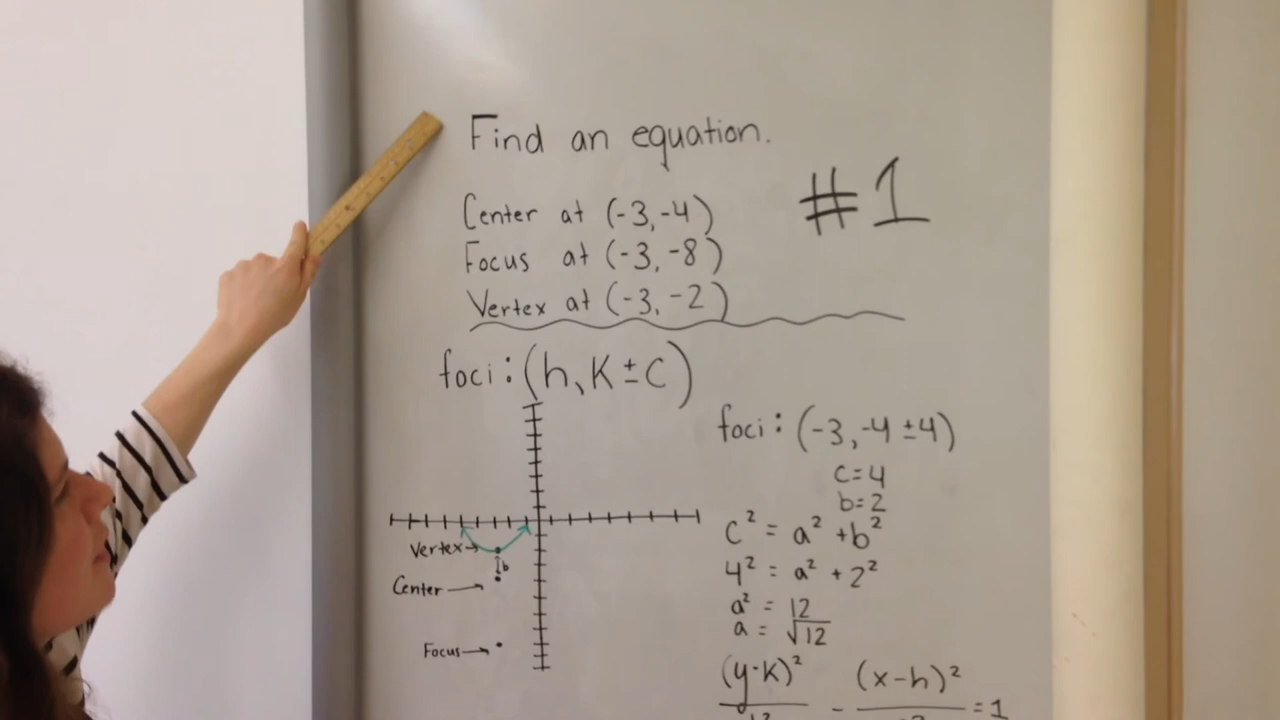 Find an equation.
#1
Center at (-3,-4)
Focus at (-3,-8)
Vertex at (-3,-2)
foci: (h, K±C)
foci: (-3,-4±4)
c=4
b=2
c² = a² +b²
4² = a² + 2²
a² = 12
a = √12
Vertex
b
Center
Focus
(y-k)² - (x-h)² =1